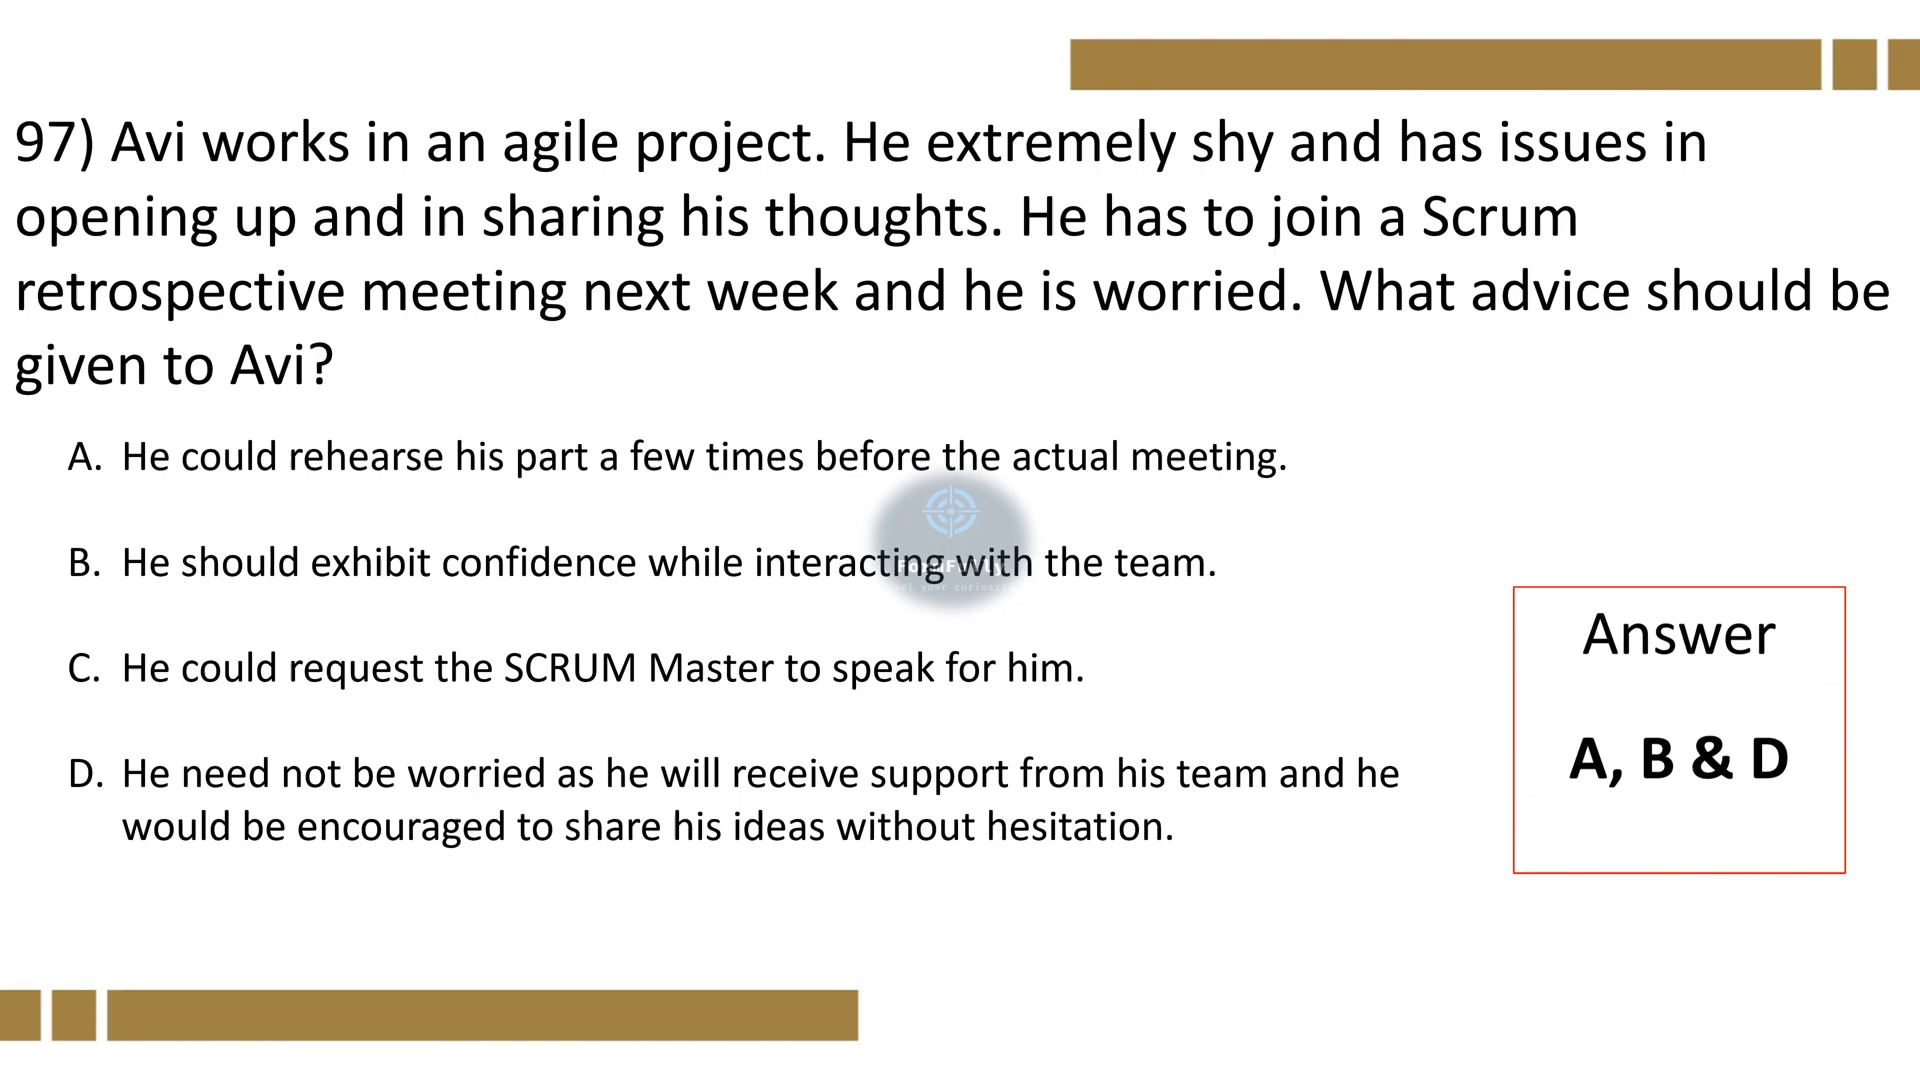 97) Avi works in an agile project. He extremely shy and has issues in
opening up and in sharing his thoughts. He has to join a Scrum
retrospective meeting next week and he is worried. What advice should be
given to Avi?
A. He could rehearse his part a few times before the actual meeting.
B. He should exhibit confidence while interacting with the team.
C. He could request the SCRUM Master to speak for him.
D. He need not be worried as he will receive support from his team and he
would be encouraged to share his ideas without hesitation.
Answer
A, B & D